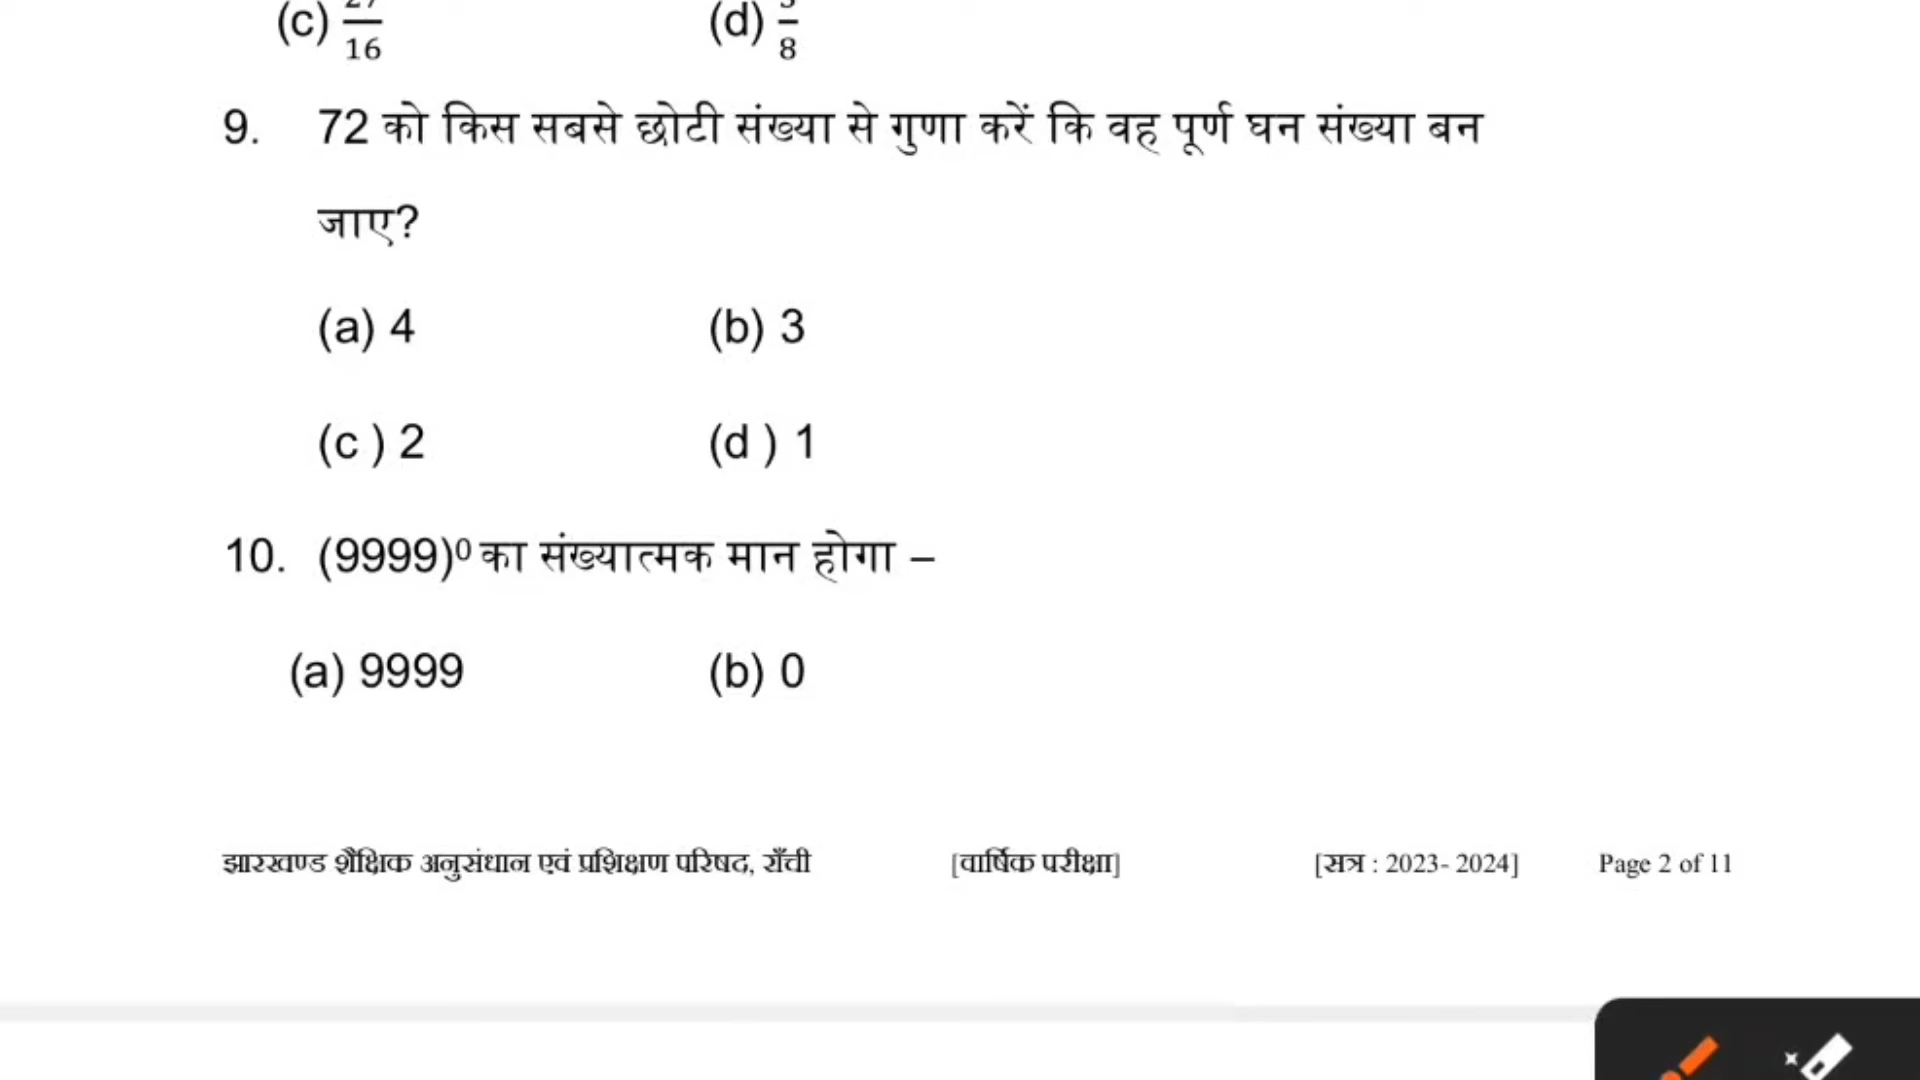 (c) 27/16 (d) /8
9. 72 को किस सबसे छोटी संख्या से गुणा करें कि वह पूर्ण घन संख्या बन
जाए?
(a) 4 (b) 3
(c ) 2 (d ) 1
10. (9999)⁰ का संख्यात्मक मान होगा –
(a) 9999 (b) 0
झारखण्ड शैक्षिक अनुसंधान एवं प्रशिक्षण परिषद, राँची [वार्षिक परीक्षा] [सत्र : 2023- 2024] Page 2 of 11